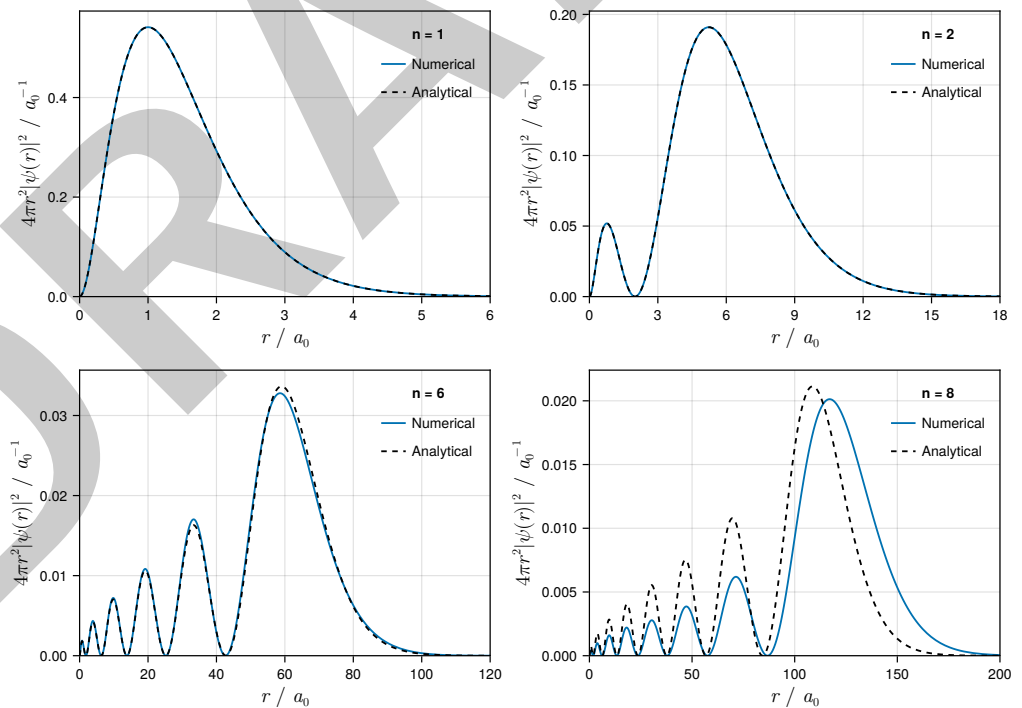 n = 1
Numerical
Analytical
4πr²|ψ(r)|² / a₀⁻¹
0.4
0.2
0.0
0 1 2 3 4 5 6
r / a₀
n = 2
Numerical
Analytical
4πr²|ψ(r)|² / a₀⁻¹
0.20
0.15
0.10
0.05
0.00
0 3 6 9 12 15 18
r / a₀
n = 6
Numerical
Analytical
4πr²|ψ(r)|² / a₀⁻¹
0.03
0.02
0.01
0.00
0 20 40 60 80 100 120
r / a₀
n = 8
Numerical
Analytical
4πr²|ψ(r)|² / a₀⁻¹
0.020
0.015
0.010
0.005
0.000
0 50 100 150 200
r / a₀
DRA